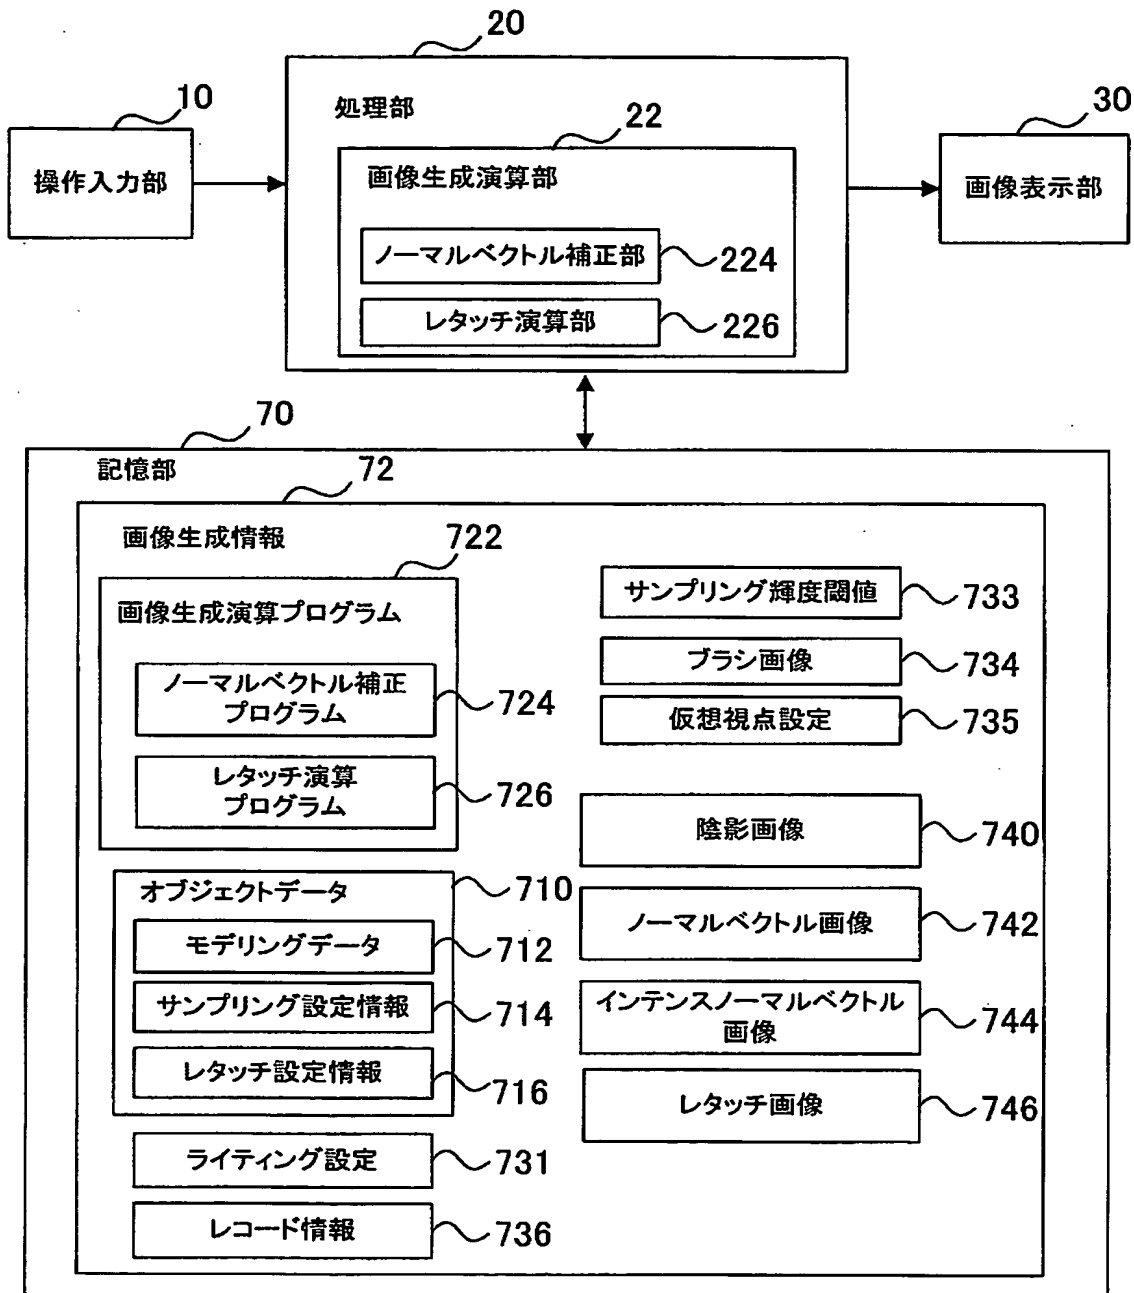 20
10
処理部
22
30
操作入力部
画像生成演算部
画像表示部
ノーマルベクトル補正部
224
レタッチ演算部
226
70
記憶部
72
画像生成情報
722
画像生成演算プログラム
ノーマルベクトル補正
プログラム
724
レタッチ演算
プログラム
726
オブジェクトデータ
710
モデリングデータ
712
サンプリング設定情報
714
レタッチ設定情報
716
ライティング設定
731
レコード情報
736
サンプリング輝度閾値
733
ブラシ画像
734
仮想視点設定
735
陰影画像
740
ノーマルベクトル画像
742
インテンスノーマルベクトル
画像
744
レタッチ画像
746